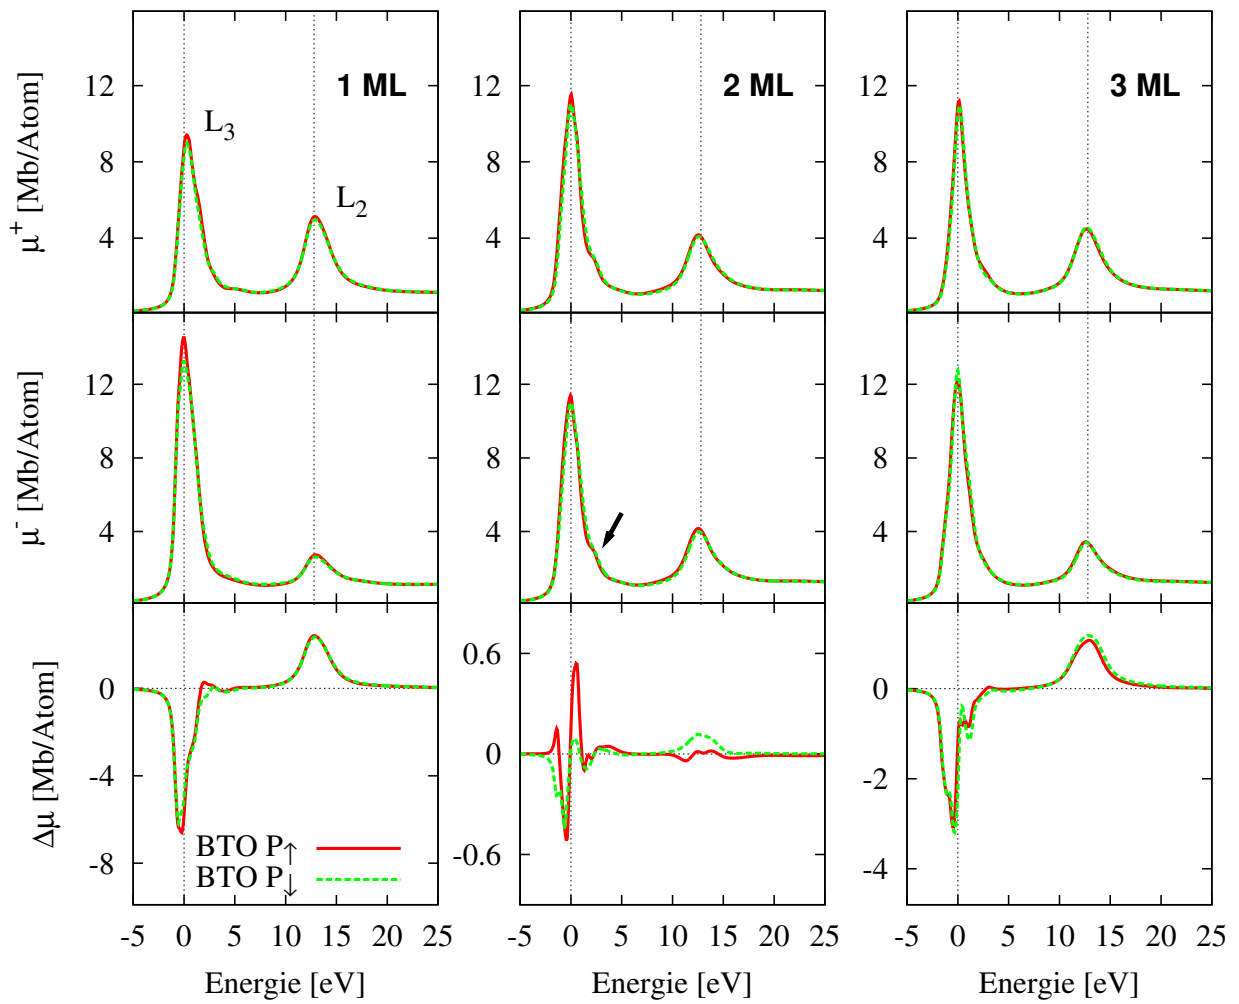 1 ML
2 ML
3 ML
L3
L2
μ+ [Mb/Atom]
12
8
4
12
8
4
12
8
4
μ- [Mb/Atom]
12
8
4
12
8
4
12
8
4
Δμ [Mb/Atom]
0
-4
-8
0.6
0
-0.6
0
-2
-4
BTO P↑
BTO P↓
-5 0 5 10 15 20 25
-5 0 5 10 15 20 25
-5 0 5 10 15 20 25
Energie [eV]
Energie [eV]
Energie [eV]